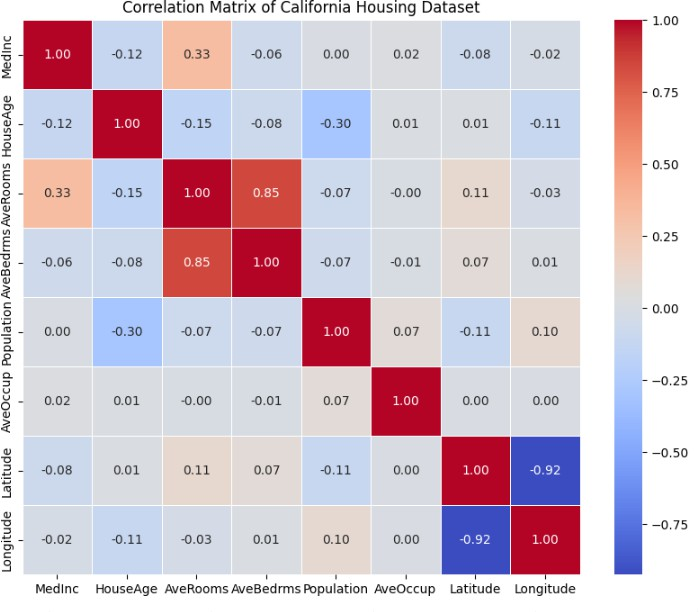 Correlation Matrix of California Housing Dataset
MedInc 1.00 -0.12 0.33 -0.06 0.00 0.02 -0.08 -0.02
HouseAge -0.12 1.00 -0.15 -0.08 -0.30 0.01 0.01 -0.11
AveRooms 0.33 -0.15 1.00 0.85 -0.07 -0.00 0.11 -0.03
AveBedrms -0.06 -0.08 0.85 1.00 -0.07 -0.01 0.07 0.01
Population 0.00 -0.30 -0.07 -0.07 1.00 0.07 -0.11 0.10
AveOccup 0.02 0.01 -0.00 -0.01 0.07 1.00 0.00 0.00
Latitude -0.08 0.01 0.11 0.07 -0.11 0.00 1.00 -0.92
Longitude -0.02 -0.11 -0.03 0.01 0.10 0.00 -0.92 1.00
MedInc HouseAge AveRooms AveBedrms Population AveOccup Latitude Longitude
1.00
0.75
0.50
0.25
0.00
−0.25
−0.50
−0.75